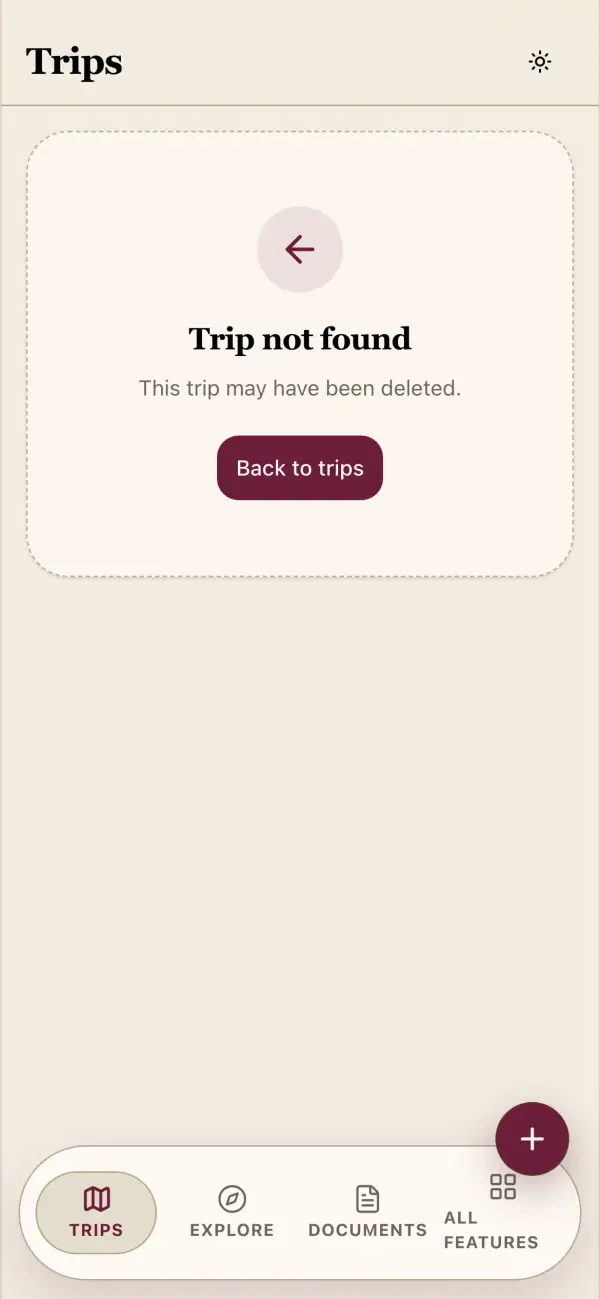 Trips
Trip not found
This trip may have been deleted.
Back to trips
TRIPS
EXPLORE
DOCUMENTS
ALL
FEATURES